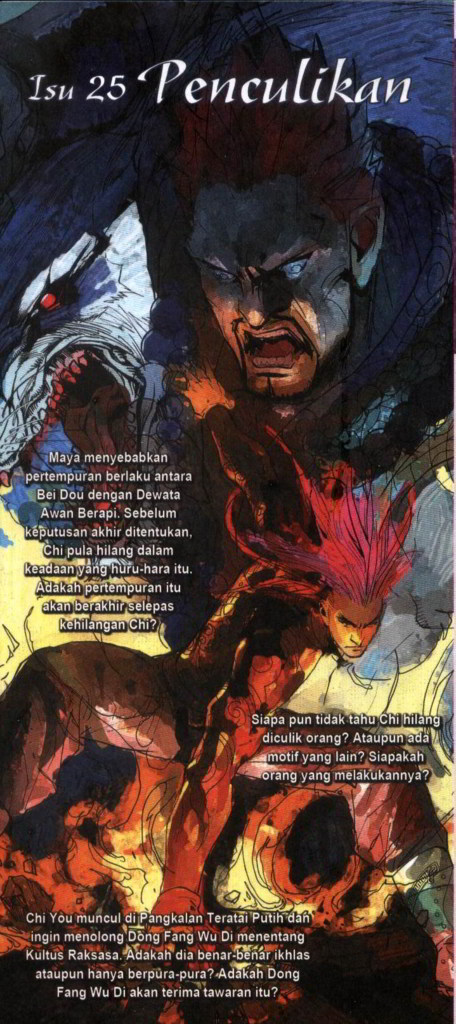 Isu 25 Penculikan
Maya menyebabkan
pertempuran berlaku antara
Bei Dou dengan Dewata
Awan Berapi. Sebelum
keputusan akhir ditentukan,
Chi pula hilang dalam
keadaan yang huru-hara itu.
Adakah pertempuran itu
akan berakhir selepas
kehilangan Chi?
Siapa pun tidak tahu Chi hilang
diculik orang? Ataupun ada
motif yang lain? Siapakah
orang yang melakukannya?
Chi You muncul di Pangkalan Teratai Putih dan
ingin menolong Dong Fang Wu Di menentang
Kultus Raksasa. Adakah dia benar-benar ikhlas
ataupun hanya berpura-pura? Adakah Dong
Fang Wu Di akan terima tawaran itu?